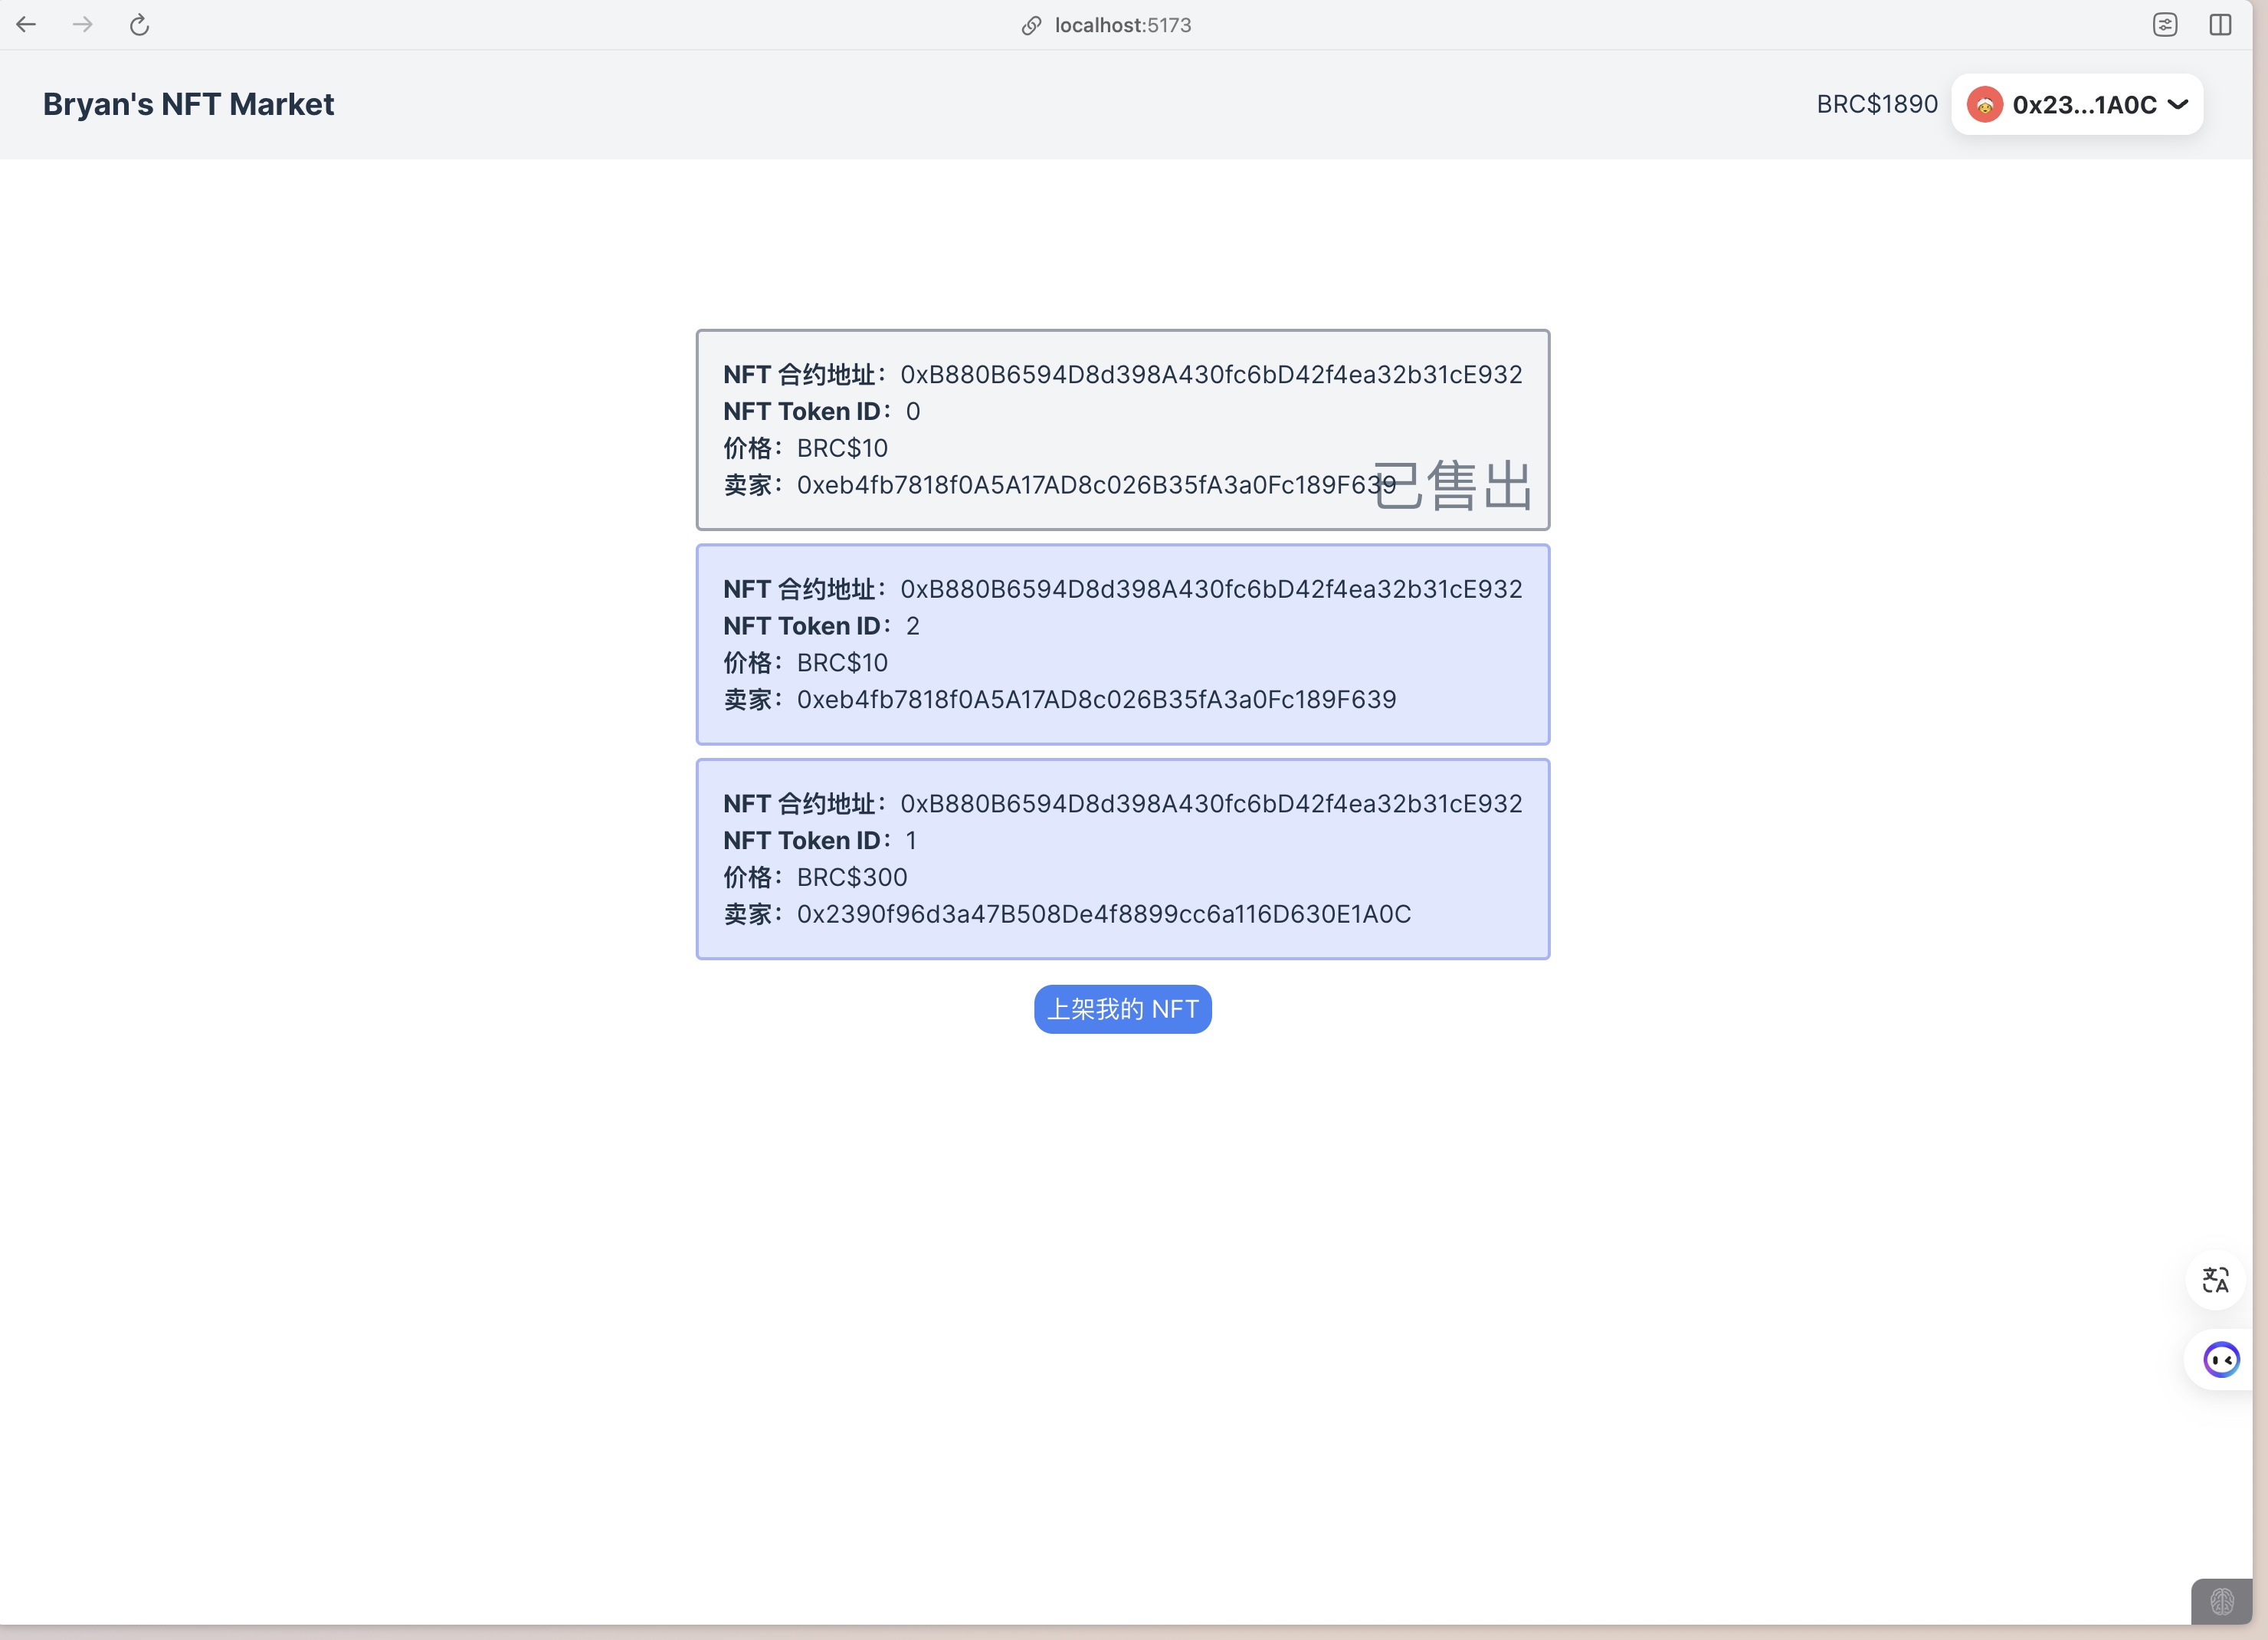 localhost:5173
Bryan's NFT Market
BRC$1890
0x23...1A0C
NFT 合约地址：0xB880B6594D8d398A430fc6bD42f4ea32b31cE932
NFT Token ID：0
价格：BRC$10
卖家：0xeb4fb7818f0A5A17AD8c026B35fA3a0Fc189F639
已售出
NFT 合约地址：0xB880B6594D8d398A430fc6bD42f4ea32b31cE932
NFT Token ID：2
价格：BRC$10
卖家：0xeb4fb7818f0A5A17AD8c026B35fA3a0Fc189F639
NFT 合约地址：0xB880B6594D8d398A430fc6bD42f4ea32b31cE932
NFT Token ID：1
价格：BRC$300
卖家：0x2390f96d3a47B508De4f8899cc6a116D630E1A0C
上架我的 NFT